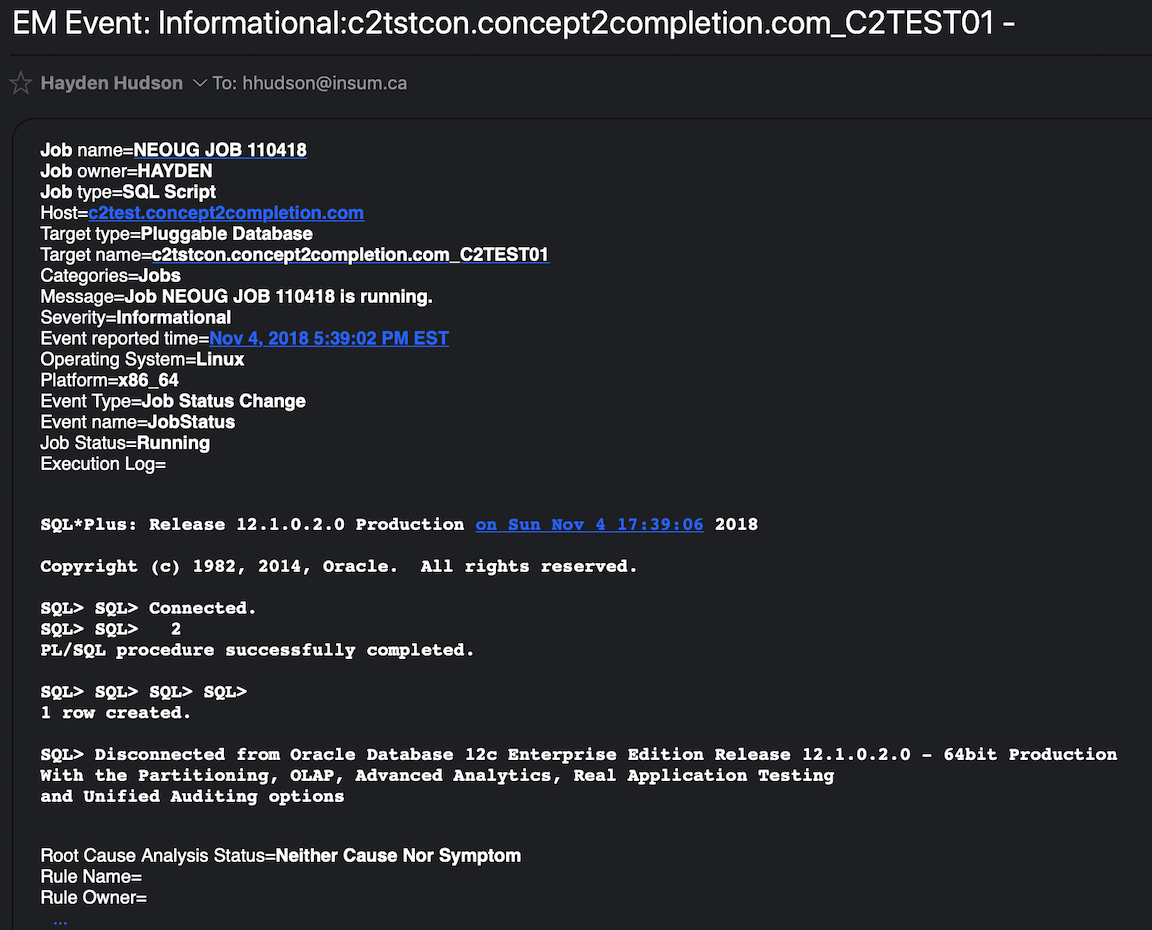 EM Event: Informational:c2tstcon.concept2completion.com_C2TEST01 -
Hayden Hudson To: hhudson@insum.ca
Job name=NEOUG JOB 110418
Job owner=HAYDEN
Job type=SQL Script
Host=c2test.concept2completion.com
Target type=Pluggable Database
Target name=c2tstcon.concept2completion.com_C2TEST01
Categories=Jobs
Message=Job NEOUG JOB 110418 is running.
Severity=Informational
Event reported time=Nov 4, 2018 5:39:02 PM EST
Operating System=Linux
Platform=x86_64
Event Type=Job Status Change
Event name=JobStatus
Job Status=Running
Execution Log=
SQL*Plus: Release 12.1.0.2.0 Production on Sun Nov 4 17:39:06 2018
Copyright (c) 1982, 2014, Oracle.  All rights reserved.
SQL> SQL> Connected.
SQL> SQL>   2
PL/SQL procedure successfully completed.
SQL> SQL> SQL> SQL>
1 row created.
SQL> Disconnected from Oracle Database 12c Enterprise Edition Release 12.1.0.2.0 - 64bit Production
With the Partitioning, OLAP, Advanced Analytics, Real Application Testing
and Unified Auditing options
Root Cause Analysis Status=Neither Cause Nor Symptom
Rule Name=
Rule Owner=
...